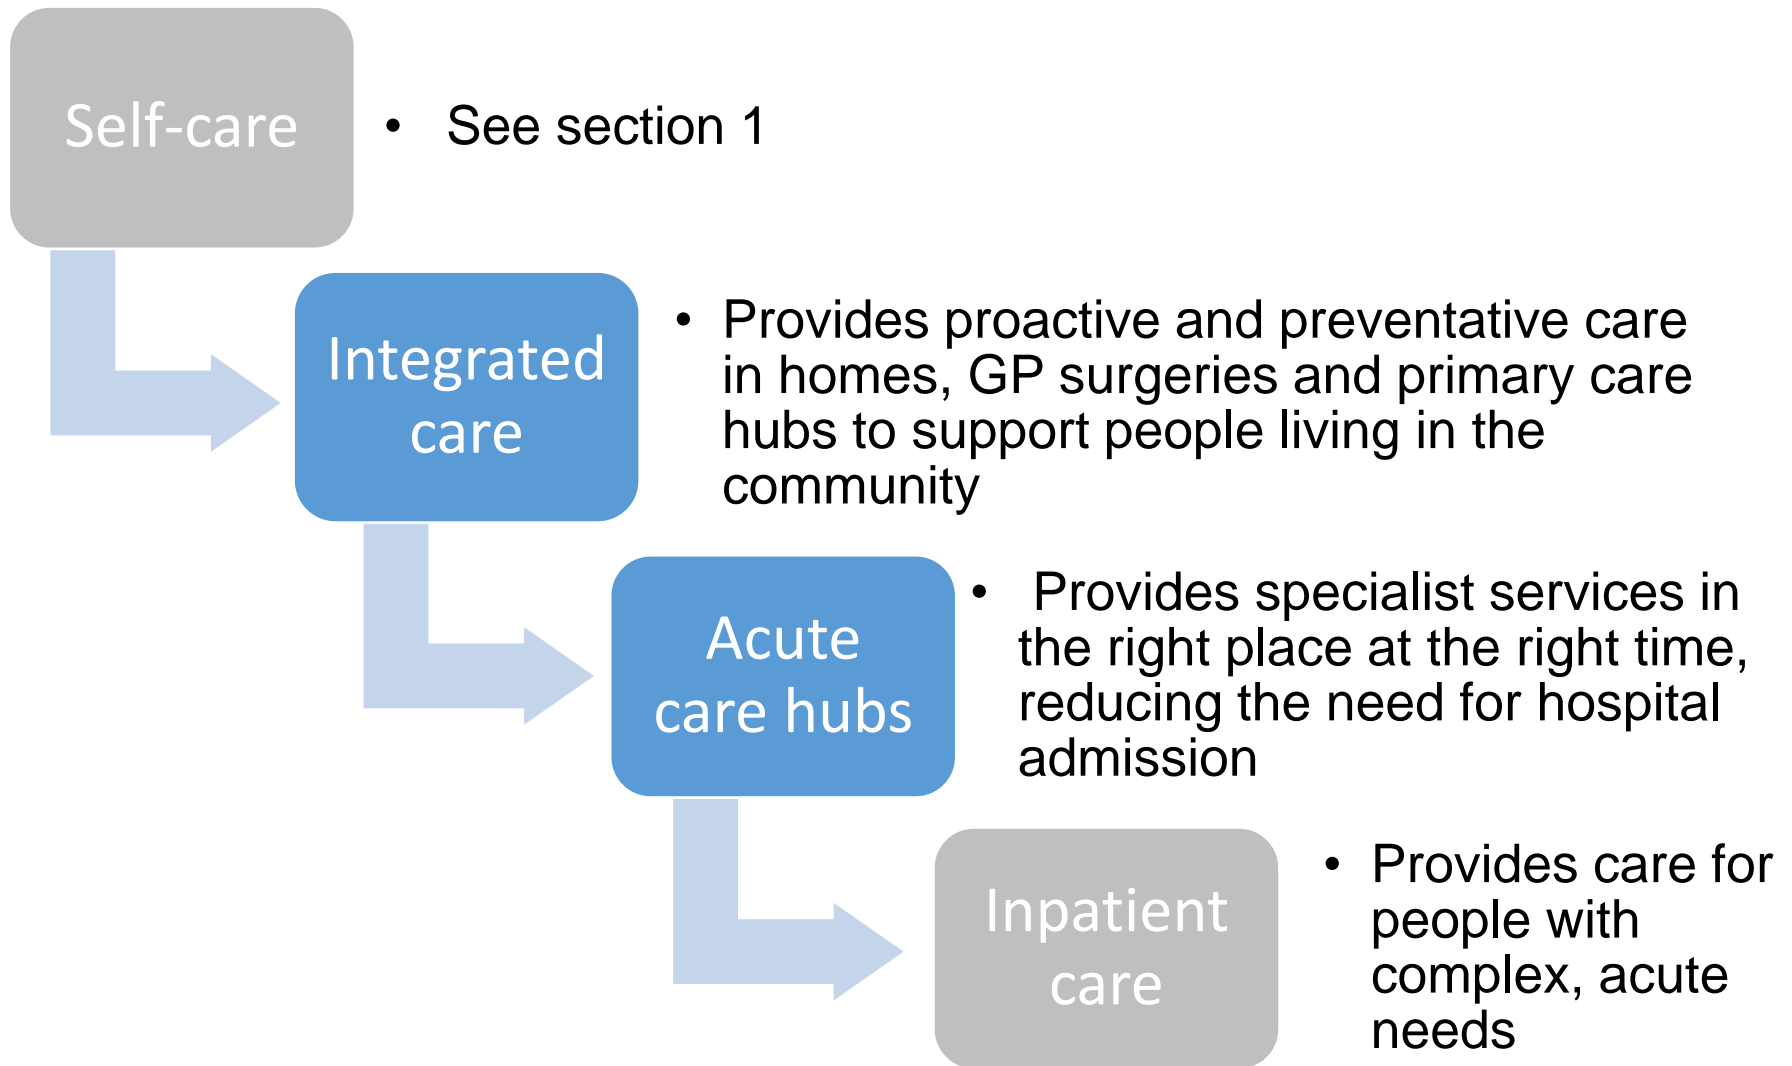 Self-care
• See section 1
Integrated
care
• Provides proactive and preventative care
in homes, GP surgeries and primary care
hubs to support people living in the
community
Acute
care hubs
• Provides specialist services in
the right place at the right time,
reducing the need for hospital
admission
Inpatient
care
• Provides care for
people with
complex, acute
needs